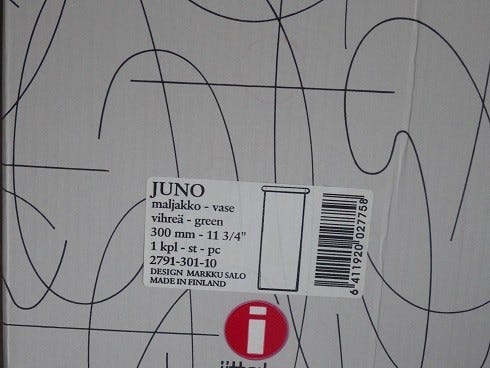 JUNO
maljakko - vase
vihreä - green
300 mm - 11 3/4"
1 kpl - st - pc
2791-301-10
DESIGN MARKKU SALO
MADE IN FINLAND
6 411920 027758
i